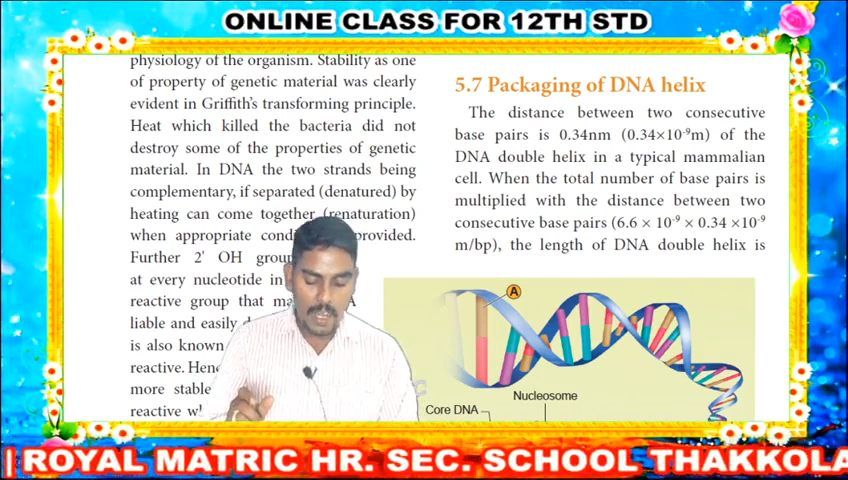 ONLINE CLASS FOR 12TH STD
physiology of the organism. Stability as one
of property of genetic material was clearly
evident in Griffith's transforming principle.
Heat which killed the bacteria did not
destroy some of the properties of genetic
material. In DNA the two strands being
complementary, if separated (denatured) by
heating can come together (renaturation)
when appropriate condi provided.
Further 2' OH grou
at every nucleotide in
reactive group that ma A
liable and easily d
is also known
reactive. Hen
more stable
reactive w
5.7 Packaging of DNA helix
The distance between two consecutive
base pairs is 0.34nm (0.34×10⁻⁹m) of the
DNA double helix in a typical mammalian
cell. When the total number of base pairs is
multiplied with the distance between two
consecutive base pairs (6.6 × 10⁻⁹ × 0.34 ×10⁻⁹
m/bp), the length of DNA double helix is
A
Nucleosome
Core DNA
| ROYAL MATRIC HR. SEC. SCHOOL THAKKOLA